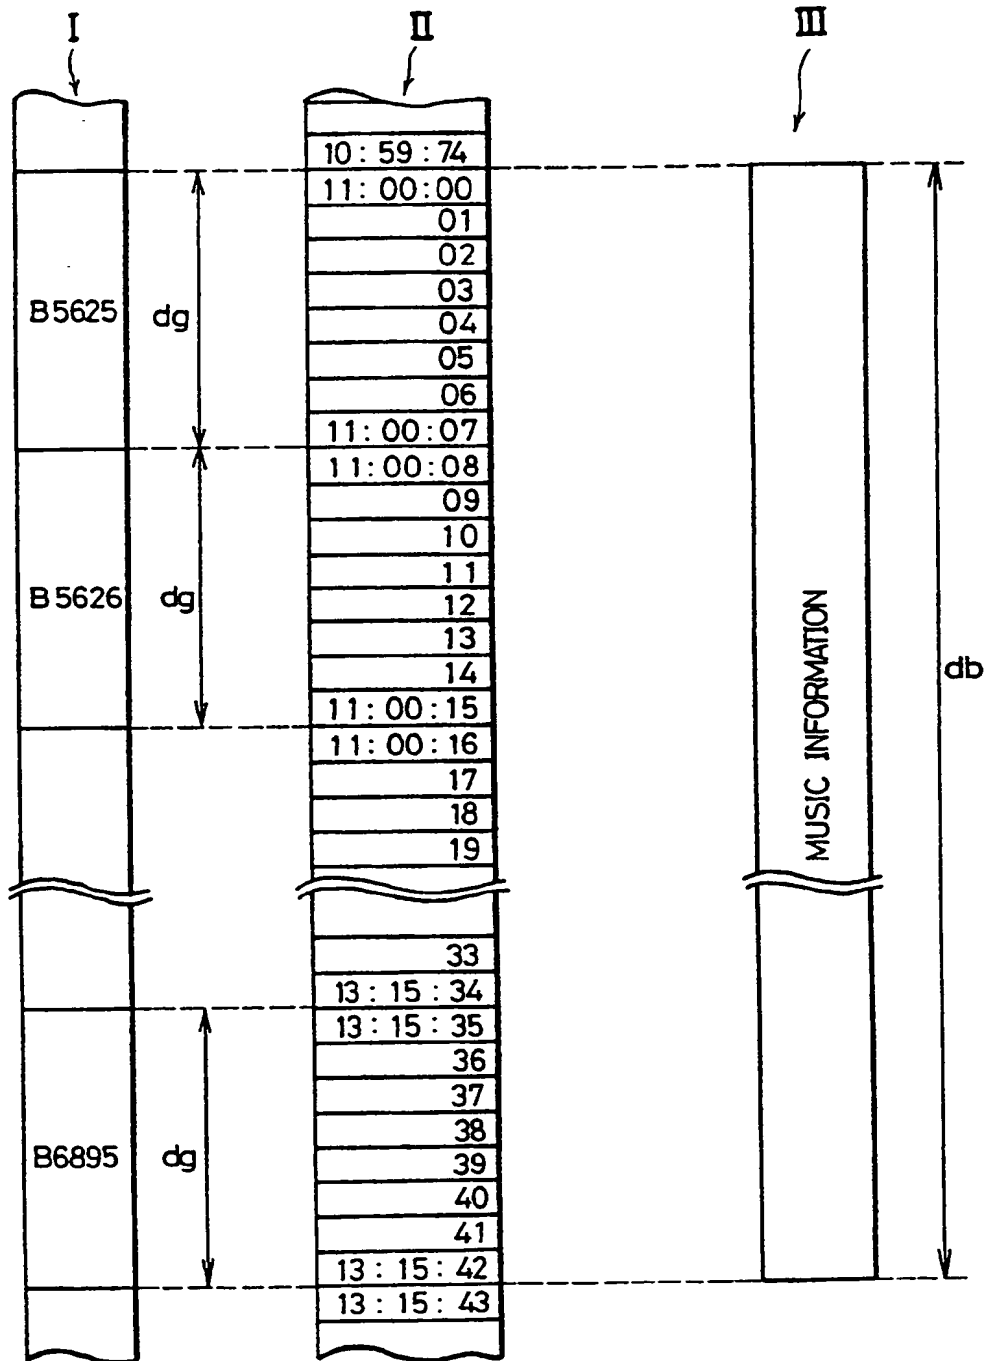 I II III
10 : 59 : 74
11 : 00 : 00
01
02
03
B5625 dg 04
05
06
11 : 00 : 07
11 : 00 : 08
09
10
11
B5626 dg 12
13
14
11 : 00 : 15
11 : 00 : 16
17
18
19
MUSIC INFORMATION
db
33
13 : 15 : 34
13 : 15 : 35
36
37
38
B6895 dg 39
40
41
13 : 15 : 42
13 : 15 : 43